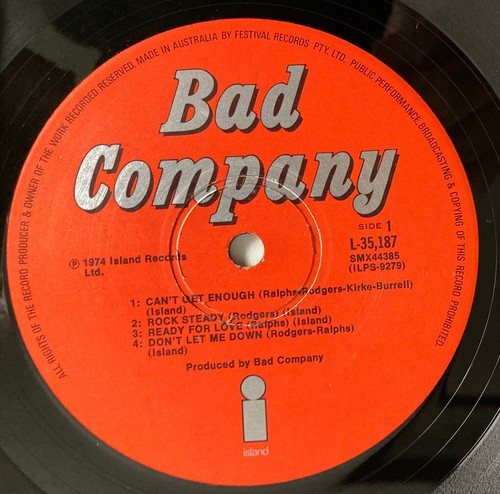 ALL RIGHTS OF THE RECORD PRODUCER & OWNER OF THE WORK RECORDED RESERVED. MADE IN AUSTRALIA BY FESTIVAL RECORDS PTY. LTD. PUBLIC PERFORMANCE, BROADCASTING & COPYING OF THIS RECORD PROHIBITED.
Bad
Company
SIDE 1
L-35,187
SMX44385
(ILPS-9279)
℗ 1974 Island Records
Ltd.
1: CAN'T GET ENOUGH (Ralphs-Rodgers-Kirke-Burrell)
(Island)
2: ROCK STEADY (Rodgers) (Island)
3: READY FOR LOVE (Ralphs) (Island)
4: DON'T LET ME DOWN (Rodgers-Ralphs)
(Island)
Produced by Bad Company
island